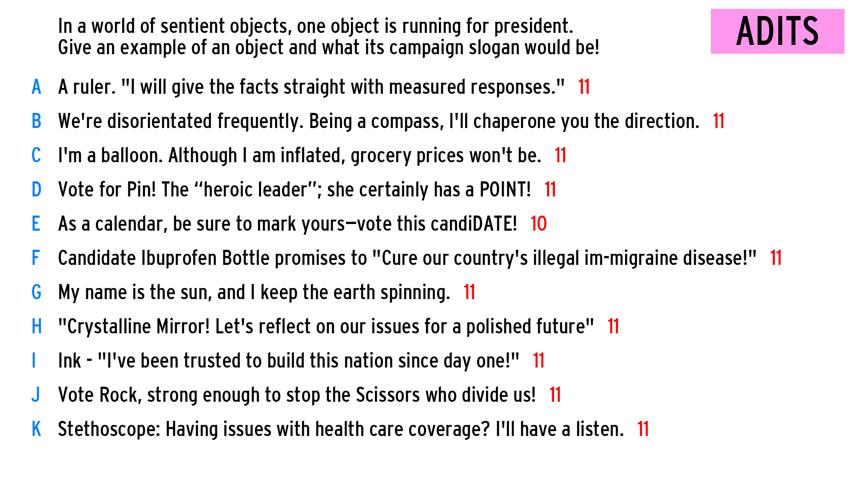 In a world of sentient objects, one object is running for president.
Give an example of an object and what its campaign slogan would be!
ADITS
A A ruler. "I will give the facts straight with measured responses." 11
B We're disorientated frequently. Being a compass, I'll chaperone you the direction. 11
C I'm a balloon. Although I am inflated, grocery prices won't be. 11
D Vote for Pin! The “heroic leader”; she certainly has a POINT! 11
E As a calendar, be sure to mark yours—vote this candiDATE! 10
F Candidate Ibuprofen Bottle promises to "Cure our country's illegal im-migraine disease!" 11
G My name is the sun, and I keep the earth spinning. 11
H "Crystalline Mirror! Let's reflect on our issues for a polished future" 11
I Ink - "I've been trusted to build this nation since day one!" 11
J Vote Rock, strong enough to stop the Scissors who divide us! 11
K Stethoscope: Having issues with health care coverage? I'll have a listen. 11